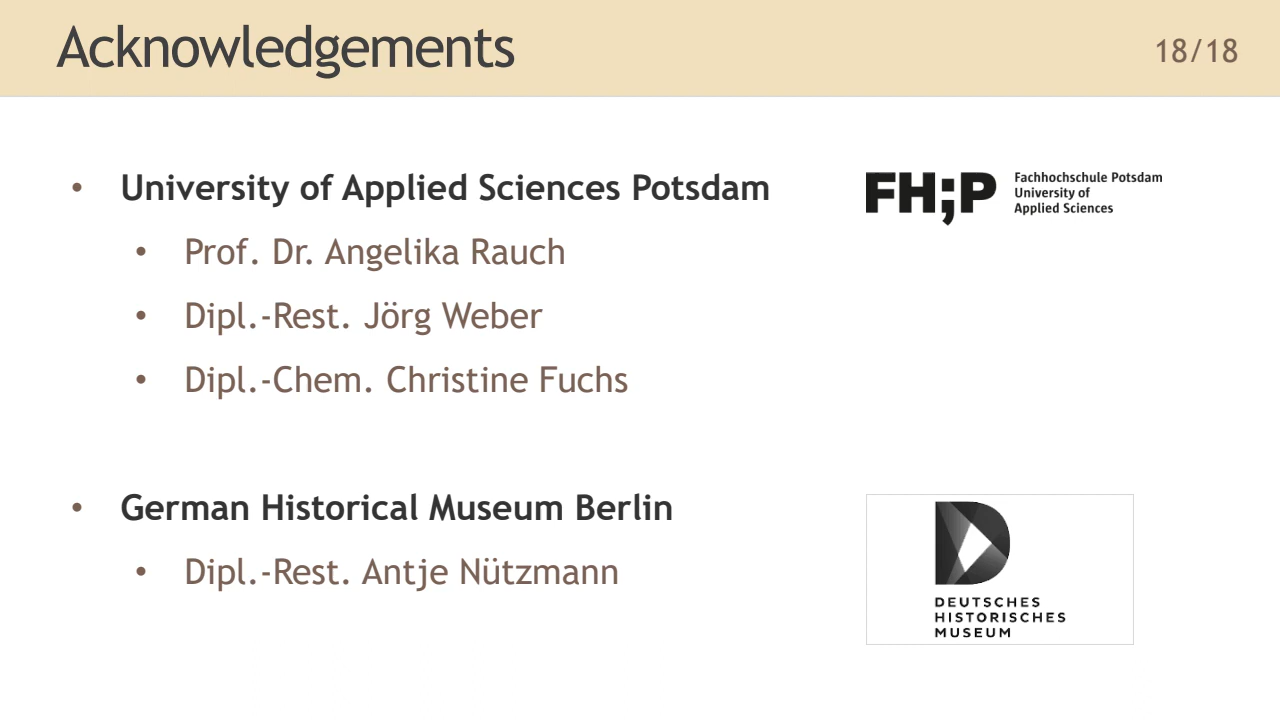 Acknowledgements
18/18
• University of Applied Sciences Potsdam
FH;P
Fachhochschule Potsdam
University of
Applied Sciences
• Prof. Dr. Angelika Rauch
• Dipl.-Rest. Jörg Weber
• Dipl.-Chem. Christine Fuchs
• German Historical Museum Berlin
• Dipl.-Rest. Antje Nützmann
DEUTSCHES
HISTORISCHES
MUSEUM